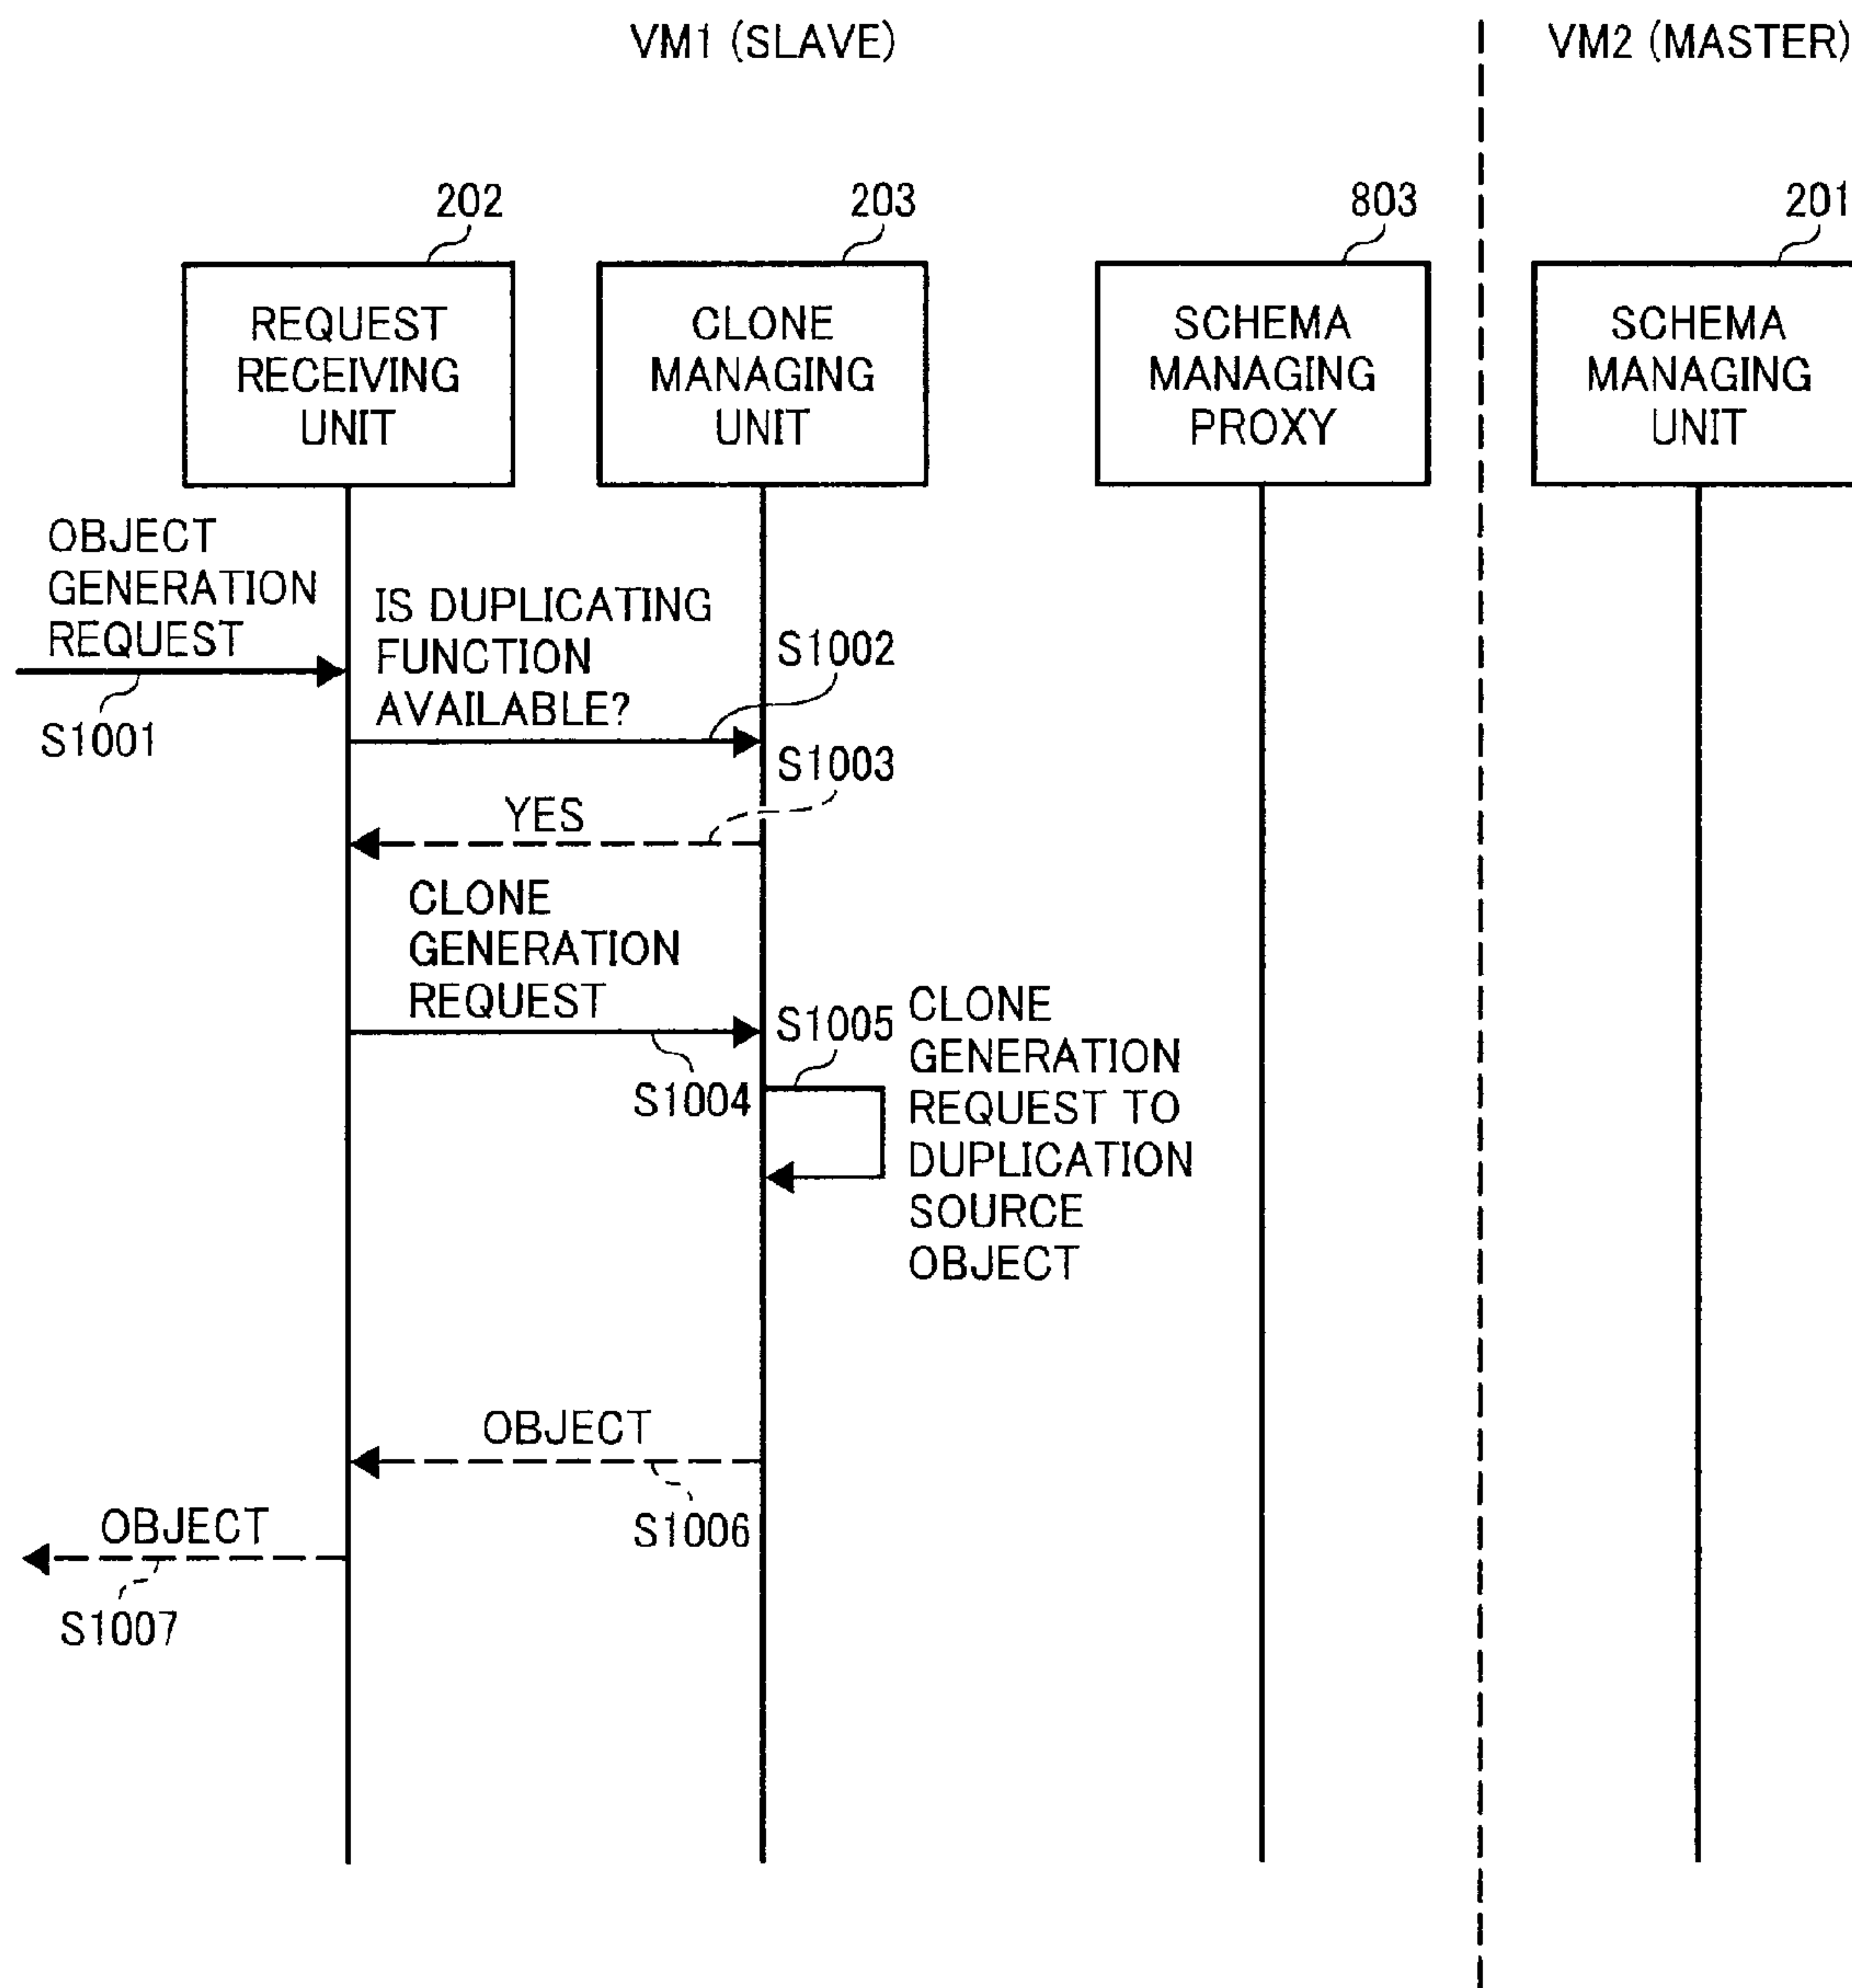 VM1 (SLAVE)
VM2 (MASTER)
202
203
803
201
REQUEST
RECEIVING
UNIT
CLONE
MANAGING
UNIT
SCHEMA
MANAGING
PROXY
SCHEMA
MANAGING
UNIT
OBJECT
GENERATION
REQUEST
S1001
IS DUPLICATING
FUNCTION
AVAILABLE?
S1002
S1003
YES
CLONE
GENERATION
REQUEST
S1004
S1005
CLONE
GENERATION
REQUEST TO
DUPLICATION
SOURCE
OBJECT
OBJECT
S1006
OBJECT
S1007